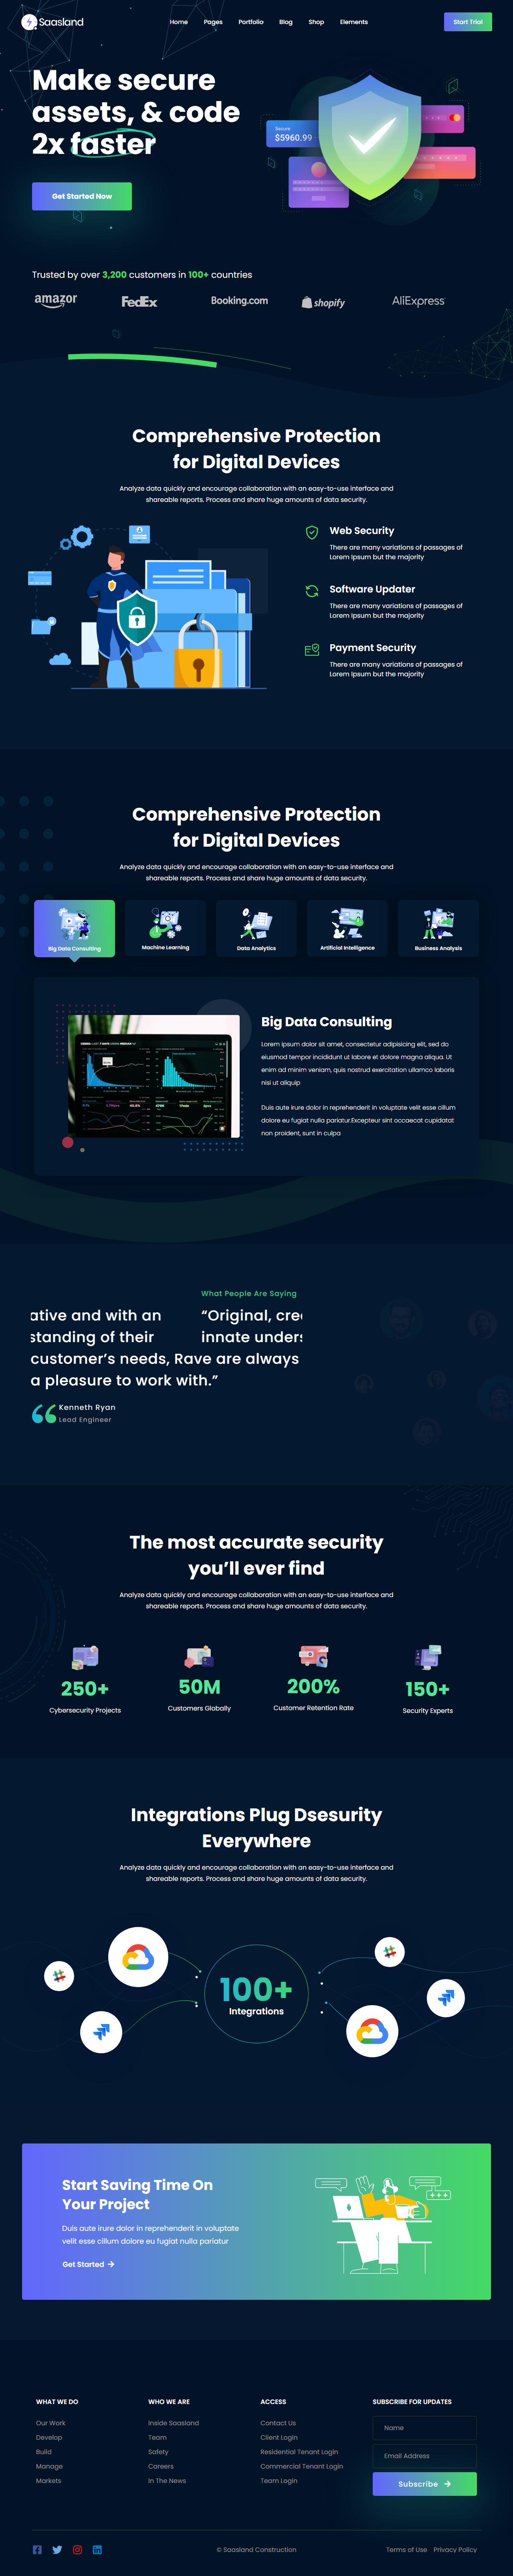 Saasland
Home Pages Portfolio Blog Shop Elements
Start Trial
Make secure
assets, & code
2x faster
Secure
$5960.99
Get Started Now
Trusted by over 3,200 customers in 100+ countries
amazor
FedEx
Booking.com
shopify
AliExpress
Comprehensive Protection
for Digital Devices
Analyze data quickly and encourage collaboration with an easy-to-use interface and
shareable reports. Process and share huge amounts of data security.
Web Security
There are many variations of passages of
Lorem Ipsum but the majority
Software Updater
There are many variations of passages of
Lorem Ipsum but the majority
Payment Security
There are many variations of passages of
Lorem Ipsum but the majority
Comprehensive Protection
for Digital Devices
Analyze data quickly and encourage collaboration with an easy-to-use interface and
shareable reports. Process and share huge amounts of data security.
Big Data Consulting
Machine Learning
Data Analytics
Artificial Intelligence
Business Analysis
Big Data Consulting
Lorem ipsum dolor sit amet, consectetur adipisicing elit, sed do
eiusmod tempor incididunt ut labore et dolore magna aliqua. Ut
enim ad minim veniam, quis nostrud exercitation ullamco laboris
nisi ut aliquip
Duis aute irure dolor in reprehenderit in voluptate velit esse cillum
dolore eu fugiat nulla pariatur.Excepteur sint occaecat cupidatat
non proident, sunt in culpa
What People Are Saying
ative and with an “Original, cre
standing of their innate unders
customer’s needs, Rave are always
a pleasure to work with.”
Kenneth Ryan
Lead Engineer
The most accurate security
you’ll ever find
Analyze data quickly and encourage collaboration with an easy-to-use interface and
shareable reports. Process and share huge amounts of data security.
250+
Cybersecurity Projects
50M
Customers Globally
200%
Customer Retention Rate
150+
Security Experts
Integrations Plug Dsesurity
Everywhere
Analyze data quickly and encourage collaboration with an easy-to-use interface and
shareable reports. Process and share huge amounts of data security.
100+
Integrations
Start Saving Time On
Your Project
Duis aute irure dolor in reprehenderit in voluptate
velit esse cillum dolore eu fugiat nulla pariatur
Get Started
WHAT WE DO
Our Work
Develop
Build
Manage
Markets
WHO WE ARE
Inside Saasland
Team
Safety
Careers
In The News
ACCESS
Contact Us
Client Login
Residential Tenant Login
Commercial Tenant Login
Team Login
SUBSCRIBE FOR UPDATES
Name
Email Address
Subscribe
© Saasland Construction
Terms of Use Privacy Policy